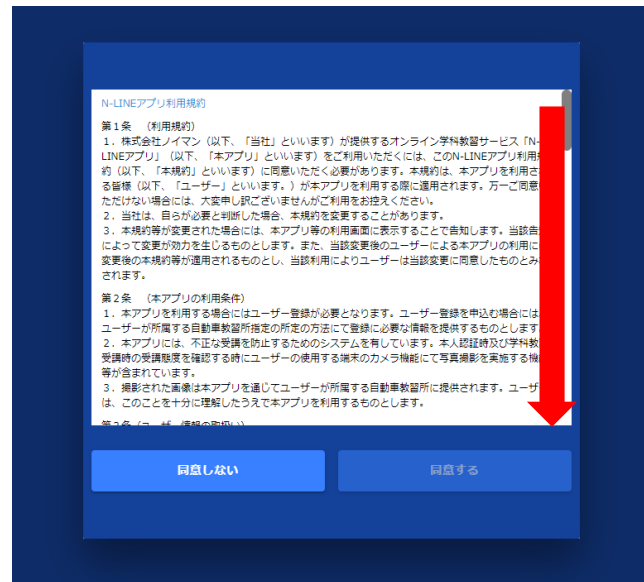 N-LINEアプリ利用規約
第1条　（利用規約）
1．株式会社ノイマン（以下、「当社」といいます）が提供するオンライン学科教習サービス「N-
LINEアプリ」（以下、「本アプリ」といいます）をご利用いただくには、このN-LINEアプリ利用規
約（以下、「本規約」といいます）に同意いただく必要があります。本規約は、本アプリを利用され
る皆様（以下、「ユーザー」といいます。）が本アプリを利用する際に適用されます。万一ご同意
ただけない場合には、大変申し訳ございませんがご利用をお控えください。
2．当社は、自らが必要と判断した場合、本規約を変更することがあります。
3．本規約等が変更された場合には、本アプリ等の利用画面に表示することで告知します。当該告
によって変更が効力を生じるものとします。また、当該変更後のユーザーによる本アプリの利用に
変更後の本規約等が適用されるものとし、当該利用によりユーザーは当該変更に同意したものとみ
されます。
第2条　（本アプリの利用条件）
1．本アプリを利用する場合にはユーザー登録が必要となります。ユーザー登録を申込む場合には
ユーザーが所属する自動車教習所指定の所定の方法にて登録に必要な情報を提供するものとします
2．本アプリには、不正な受講を防止するためのシステムを有しています。本人認証時及び学科教
受講時の受講態度を確認する時にユーザーの使用する端末のカメラ機能にて写真撮影を実施する機
等が含まれています。
3．撮影された画像は本アプリを通じてユーザーが所属する自動車教習所に提供されます。ユーザ
は、このことを十分に理解したうえで本アプリを利用するものとします。
同意しない
同意する